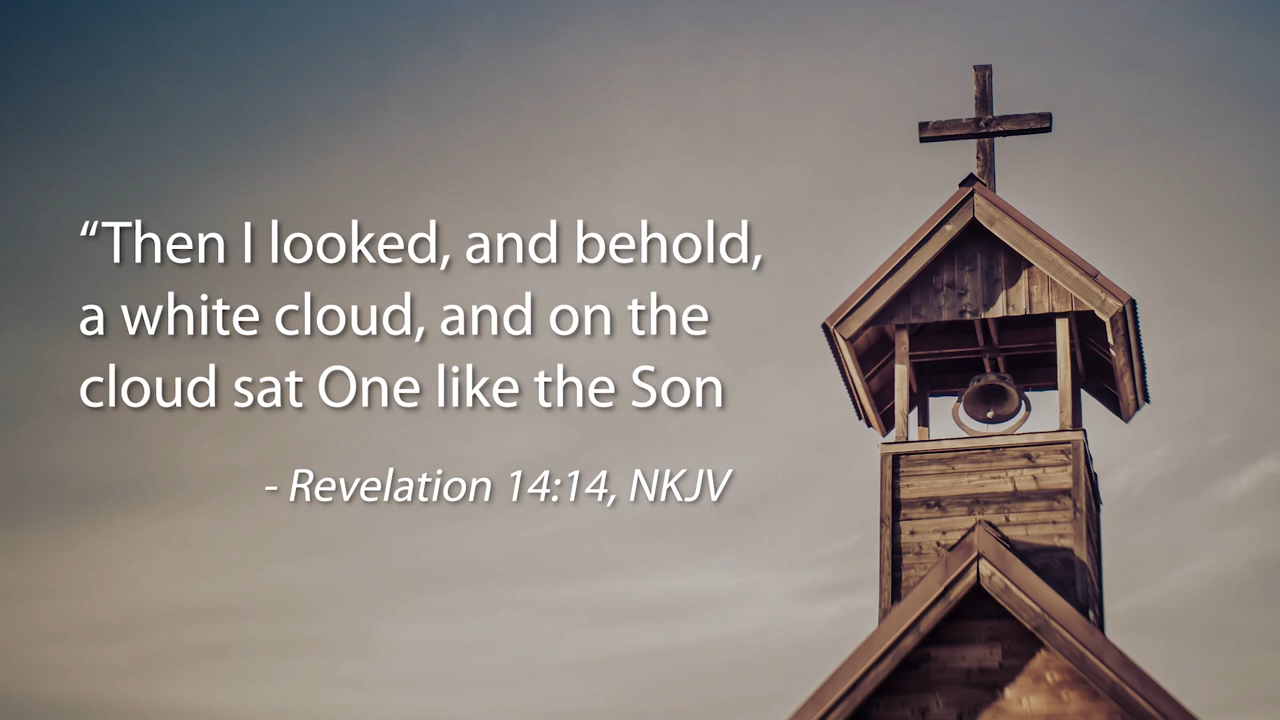 “Then I looked, and behold,
a white cloud, and on the
cloud sat One like the Son
- Revelation 14:14, NKJV